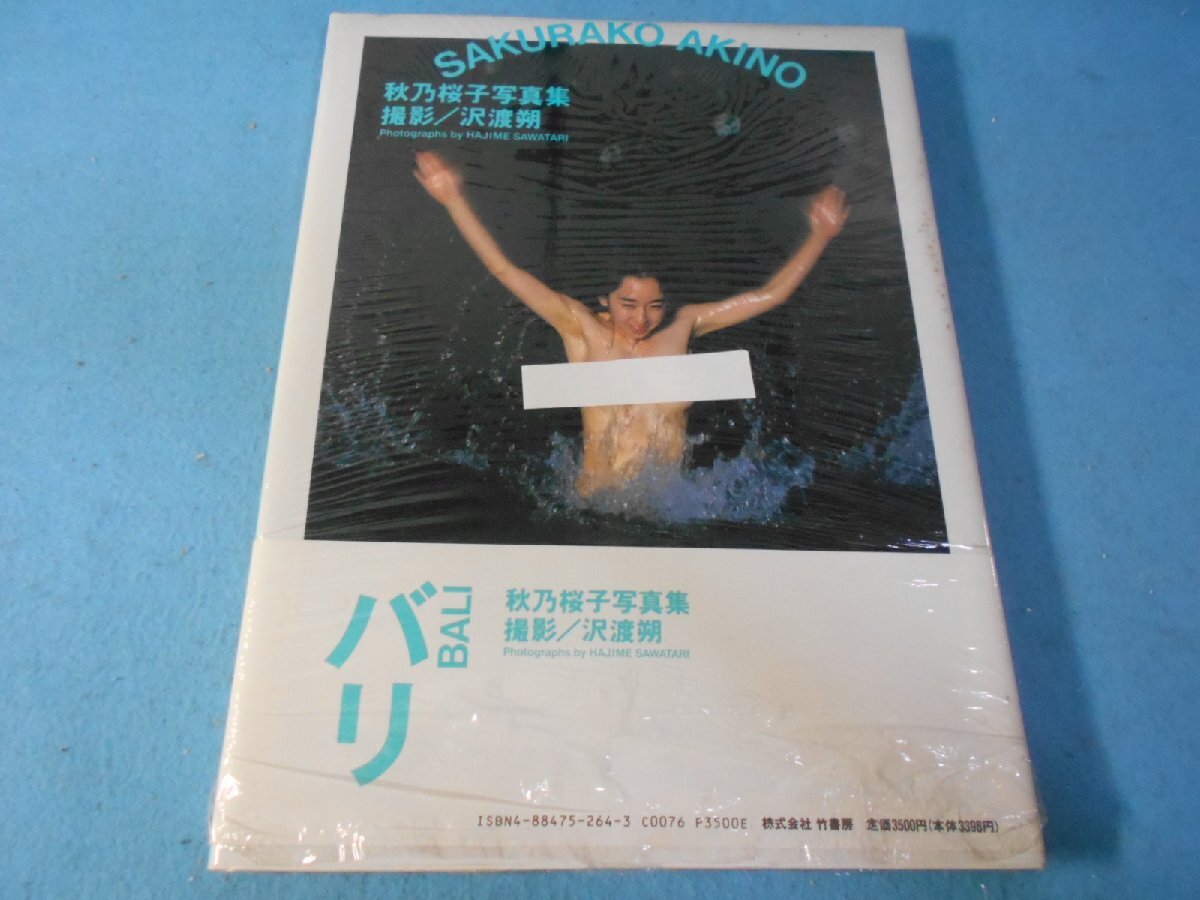 SAKURAKO AKINO
秋乃桜子写真集
撮影／沢渡朔
Photographs by HAJIME SAWATARI
バリ
BALI
秋乃桜子写真集
撮影／沢渡朔
Photographs by HAJIME SAWATARI
ISBN4-88475-264-3 C0076 P3500E 株式会社 竹書房 定価3500円(本体3398円)